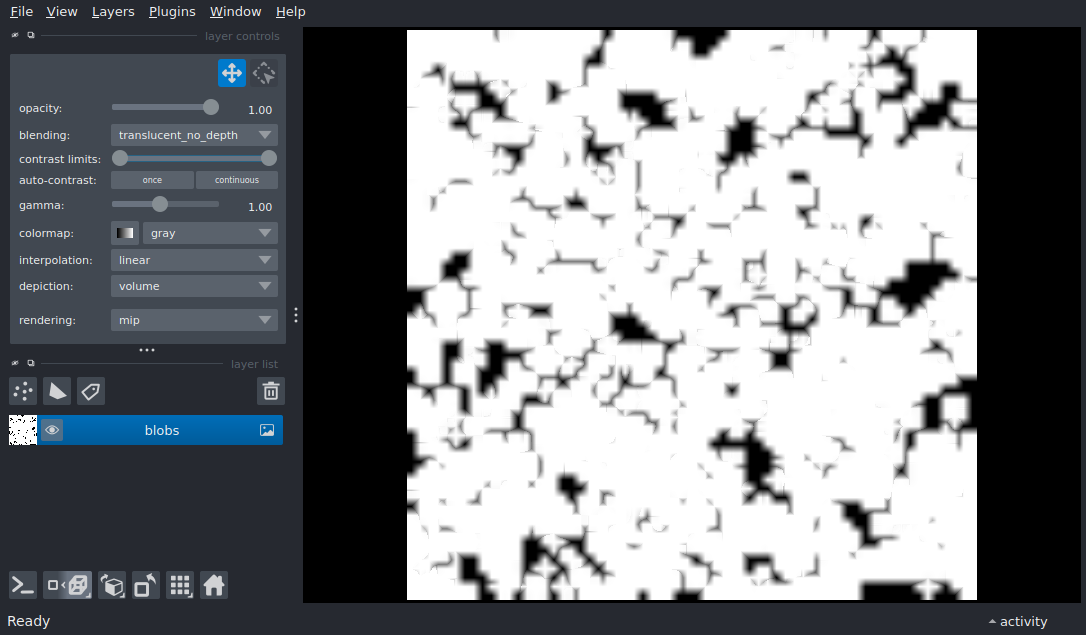 File View Layers Plugins Window Help
layer controls
opacity: 1.00
blending: translucent_no_depth
contrast limits:
auto-contrast: once continuous
gamma: 1.00
colormap: gray
interpolation: linear
depiction: volume
rendering: mip
layer list
blobs
Ready activity